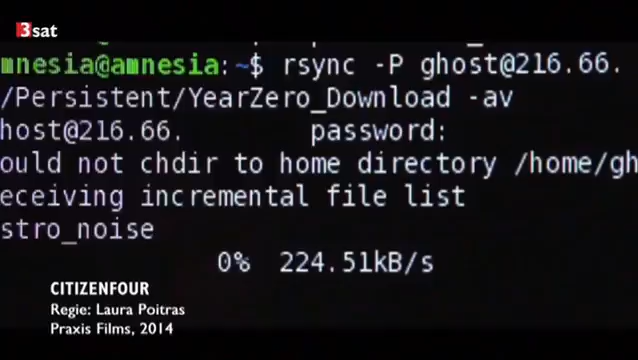 3sat
mnesia@amnesia:~$ rsync -P ghost@216.66.
/Persistent/YearZero_Download -av
host@216.66. password:
ould not chdir to home directory /home/gh
eceiving incremental file list
stro_noise
0% 224.51kB/s
CITIZENFOUR
Regie: Laura Poitras
Praxis Films, 2014